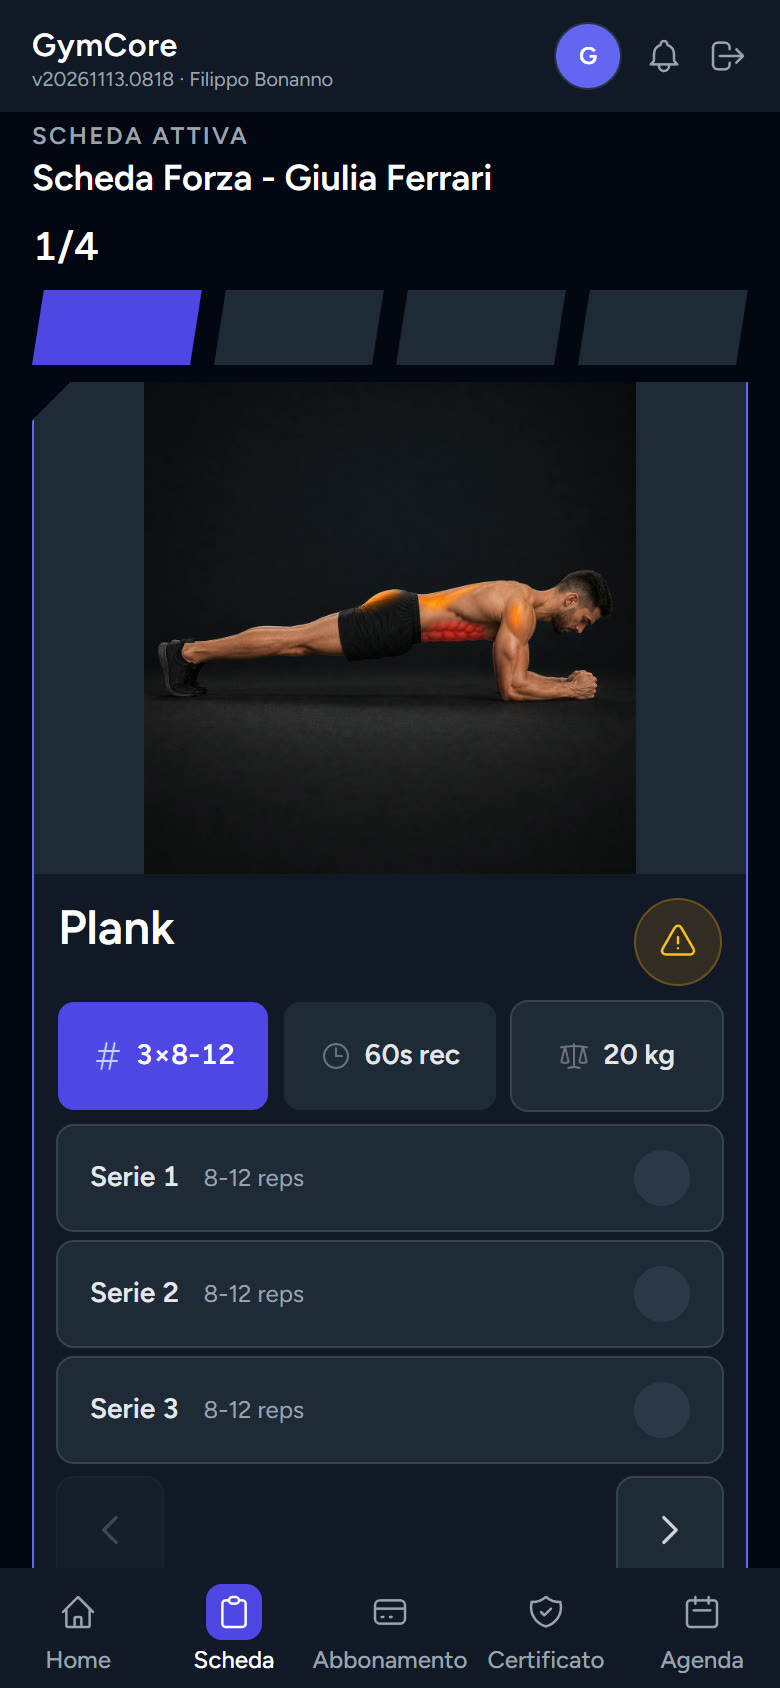 GymCore
v20261113.0818 · Filippo Bonanno
G
SCHEDA ATTIVA
Scheda Forza - Giulia Ferrari
1/4
Plank
3×8-12
60s rec
20 kg
Serie 1 8-12 reps
Serie 2 8-12 reps
Serie 3 8-12 reps
Home
Scheda
Abbonamento
Certificato
Agenda